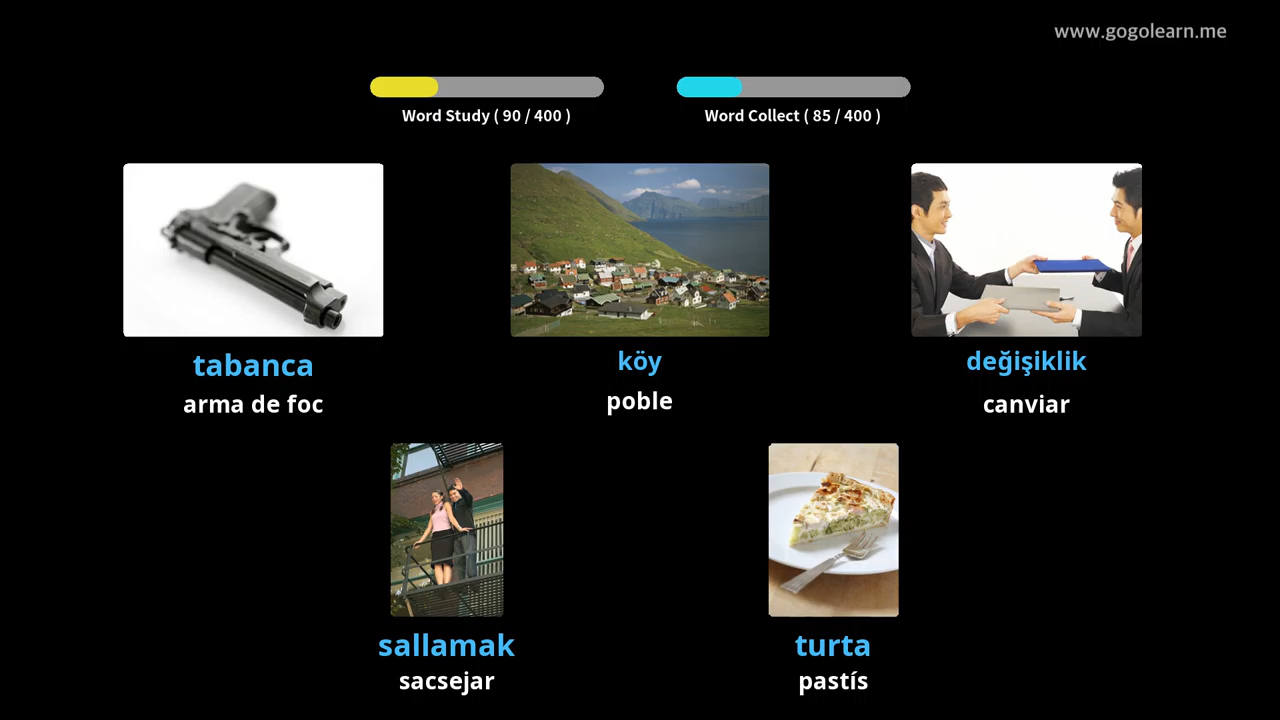 www.gogolearn.me
Word Study ( 90 / 400 )
Word Collect ( 85 / 400 )
tabanca
arma de foc
köy
poble
değişiklik
canviar
sallamak
sacsejar
turta
pastís